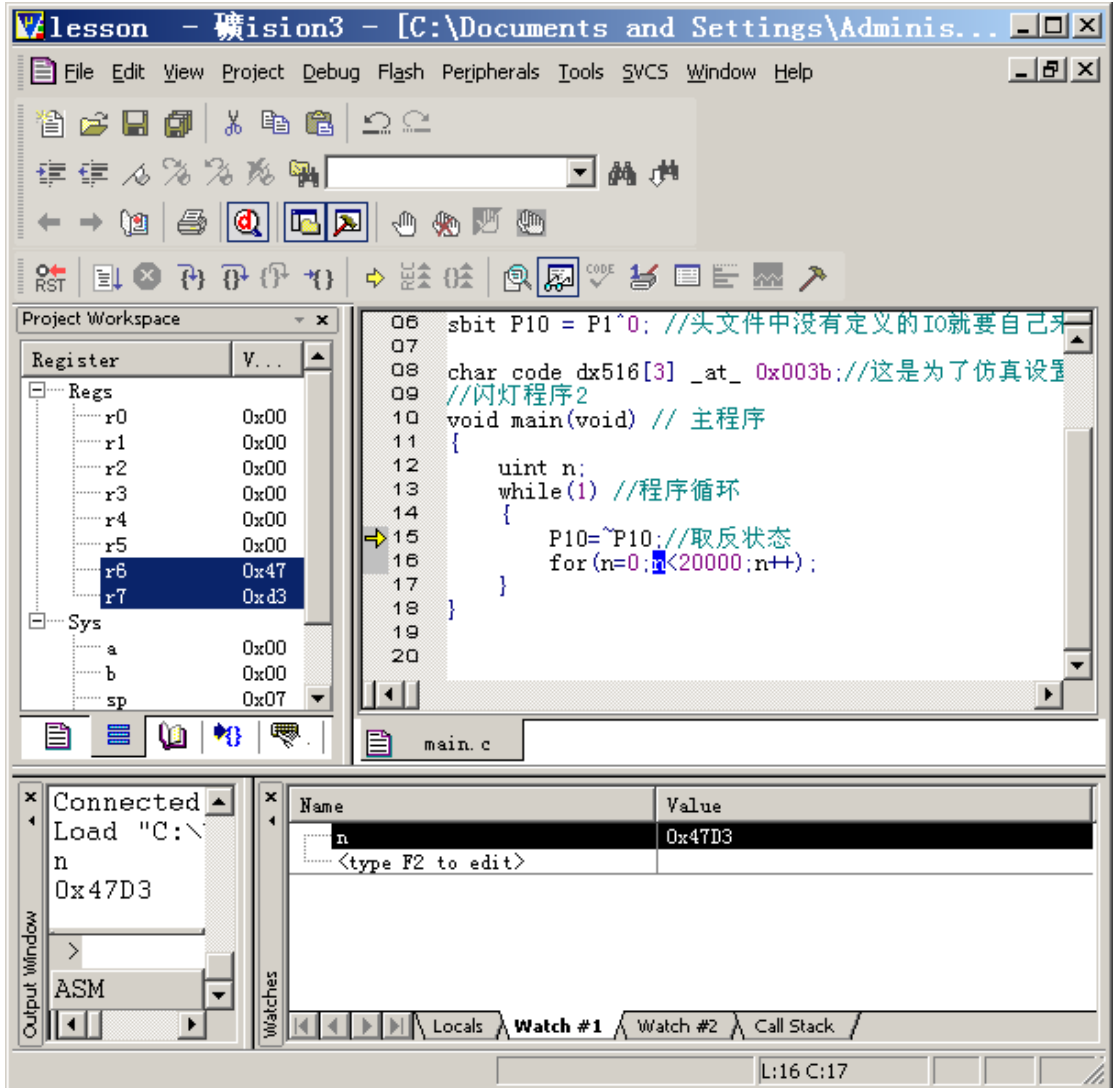 lesson - 礦ision3 - [C:\Documents and Settings\Adminis...
File Edit View Project Debug Flash Peripherals Tools SVCS Window Help
RST
REC
CODE
Project Workspace
Register V...
Regs
r0 0x00
r1 0x00
r2 0x00
r3 0x00
r4 0x00
r5 0x00
r6 0x47
r7 0xd3
Sys
a 0x00
b 0x00
sp 0x07
06 sbit P10 = P1^0; //头文件中没有定义的IO就要自己来
07
08 char code dx516[3] _at_ 0x003b;//这是为了仿真设置
09 //闪灯程序2
10 void main(void) // 主程序
11 {
12 uint n;
13 while(1) //程序循环
14 {
15 P10=~P10;//取反状态
16 for(n=0;n<20000;n++);
17 }
18 }
19
20
main.c
Connected
Load "C:\
n
0x47D3
>
ASM
Output Window
Name Value
n 0x47D3
<type F2 to edit>
Watches
Locals Watch #1 Watch #2 Call Stack
L:16 C:17